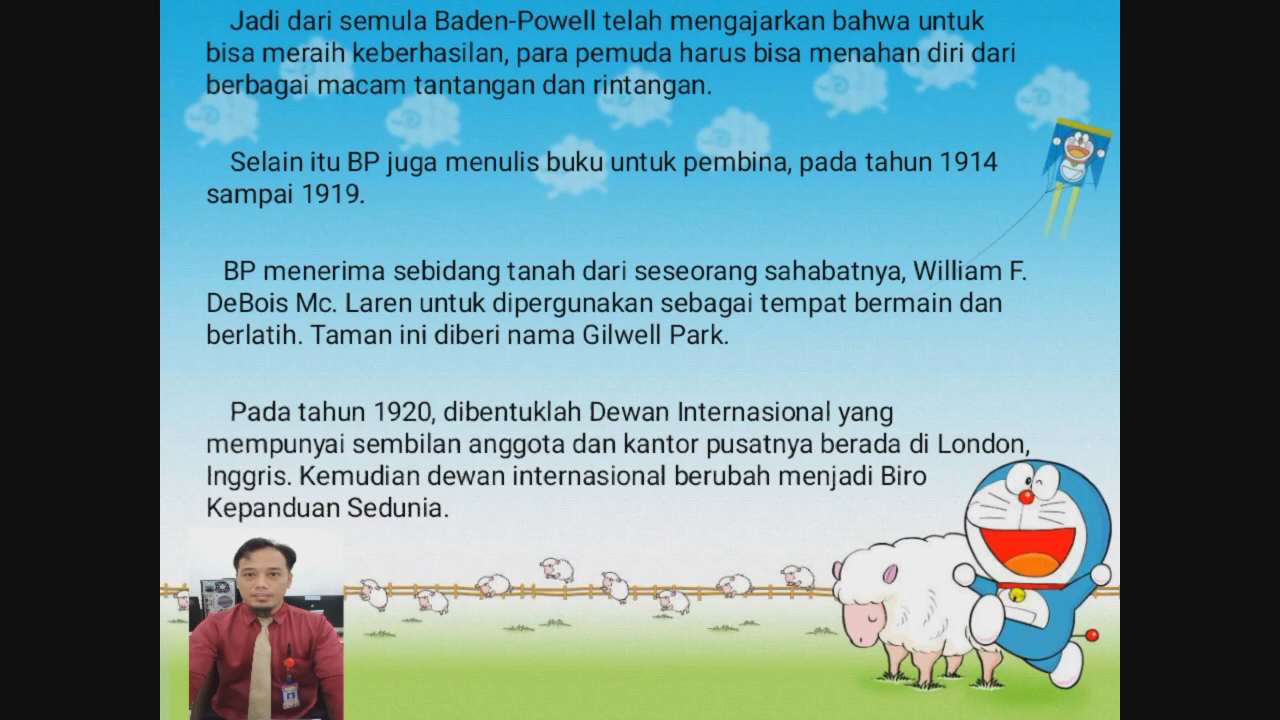 Jadi dari semula Baden-Powell telah mengajarkan bahwa untuk
bisa meraih keberhasilan, para pemuda harus bisa menahan diri dari
berbagai macam tantangan dan rintangan.
Selain itu BP juga menulis buku untuk pembina, pada tahun 1914
sampai 1919.
BP menerima sebidang tanah dari seseorang sahabatnya, William F.
DeBois Mc. Laren untuk dipergunakan sebagai tempat bermain dan
berlatih. Taman ini diberi nama Gilwell Park.
Pada tahun 1920, dibentuklah Dewan Internasional yang
mempunyai sembilan anggota dan kantor pusatnya berada di London,
Inggris. Kemudian dewan internasional berubah menjadi Biro
Kepanduan Sedunia.